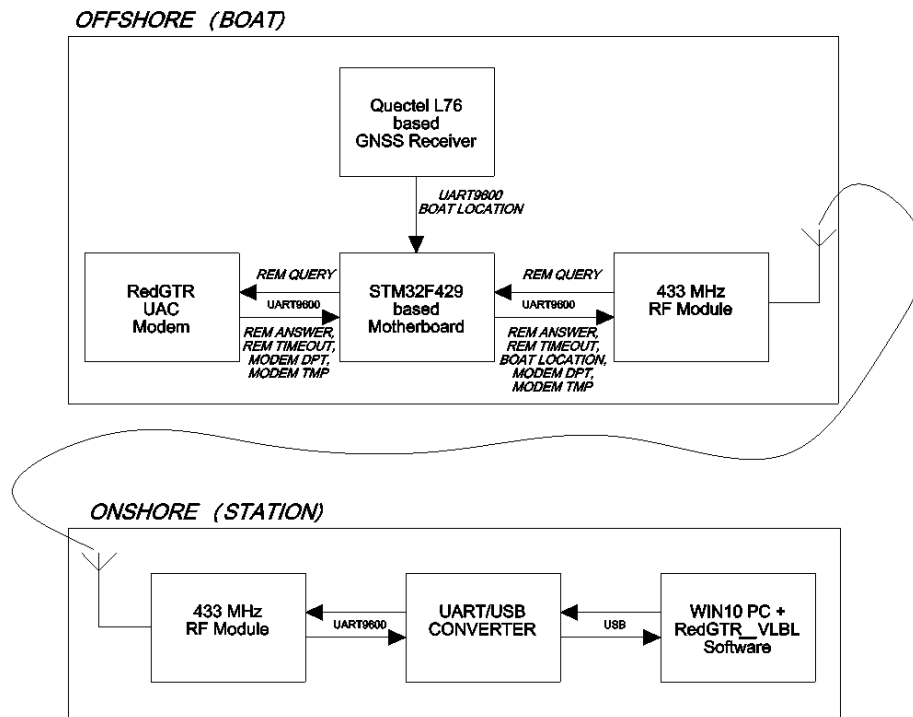 OFFSHORE (BOAT)
Quectel L76
based
GNSS Receiver
UART9600
BOAT LOCATION
RedGTR
UAC
Modem
REM QUERY
UART9600
REM ANSWER,
REM TIMEOUT,
MODEM DPT,
MODEM TMP
STM32F429
based
Motherboard
REM QUERY
UART9600
REM ANSWER,
REM TIMEOUT,
BOAT LOCATION,
MODEM DPT,
MODEM TMP
433 MHz
RF Module
ONSHORE (STATION)
433 MHz
RF Module
UART9600
UART/USB
CONVERTER
USB
WIN10 PC +
RedGTR_VLBL
Software